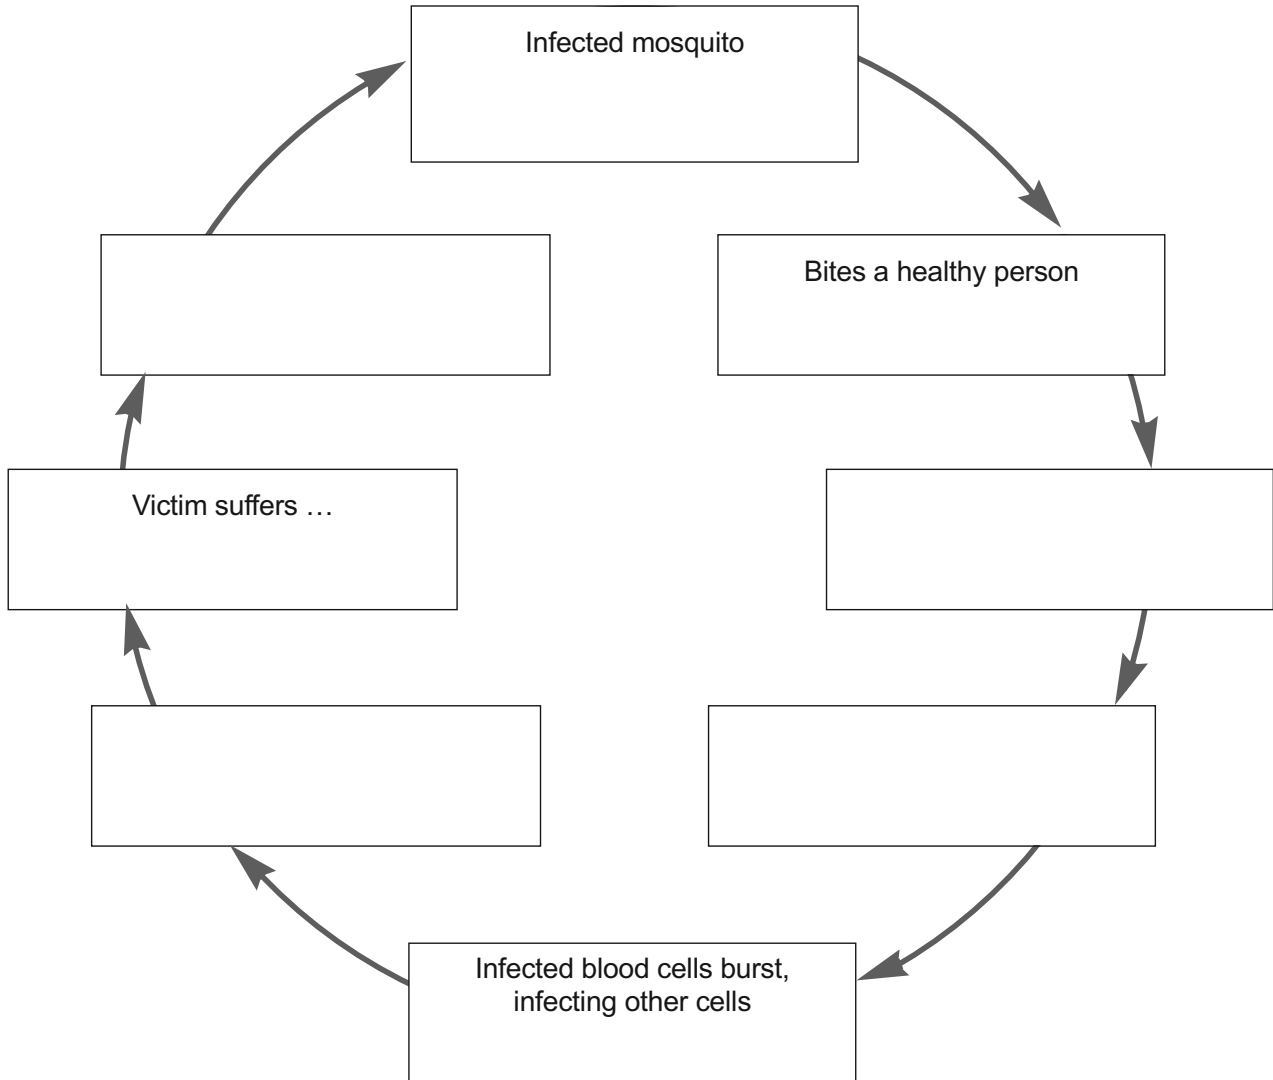 Infected mosquito
Bites a healthy person
Victim suffers …
Infected blood cells burst,
infecting other cells